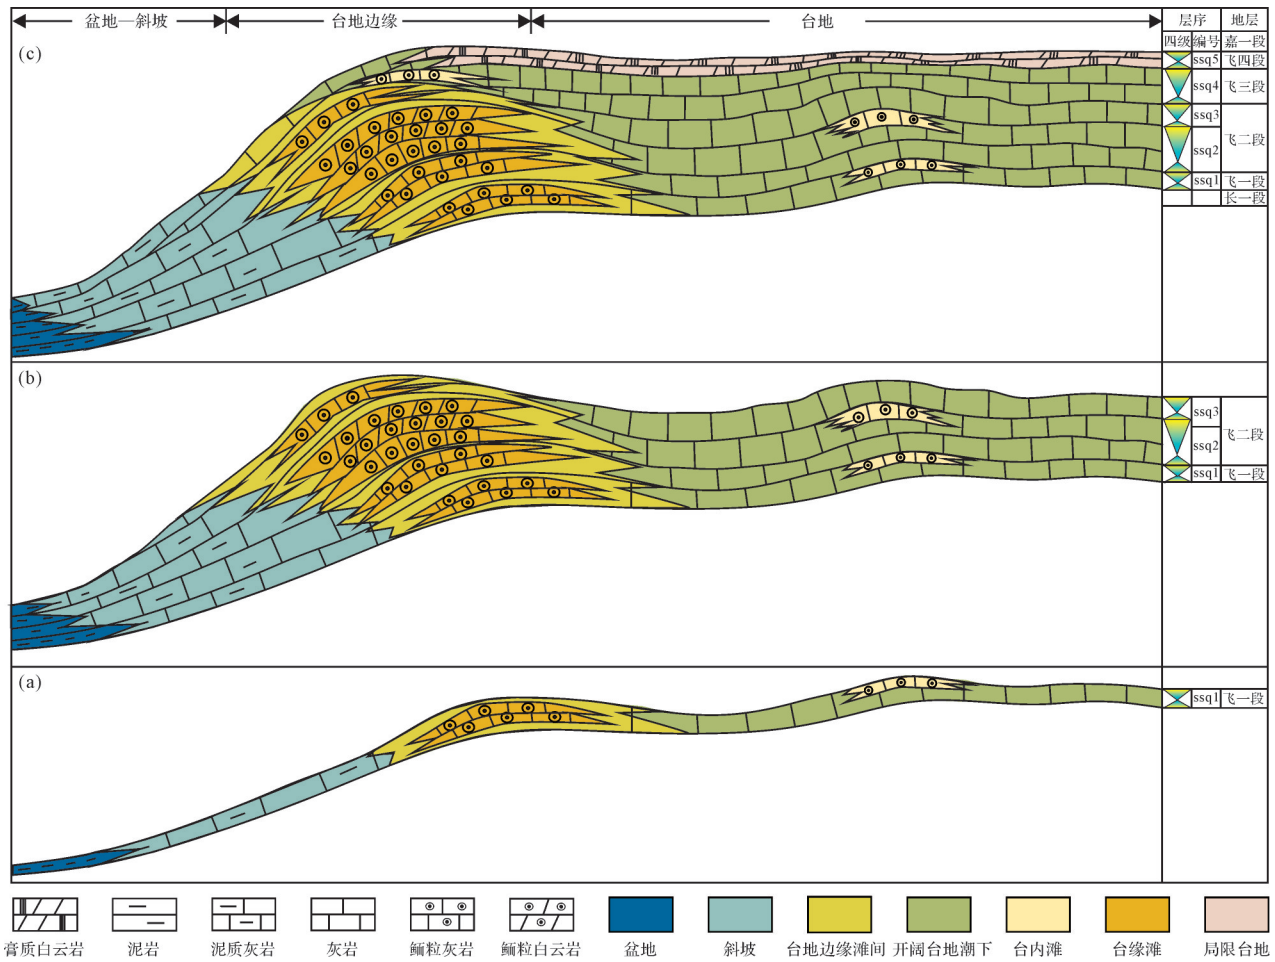 盆地—斜坡 台地边缘 台地 层序 地层
四级 编号 嘉一段
(c)
ssq5 飞四段
ssq4 飞三段
ssq3
飞二段
ssq2
ssq1 飞一段
长一段
(b)
ssq3
飞二段
ssq2
ssq1 飞一段
(a)
ssq1 飞一段
膏质白云岩 泥岩 泥质灰岩 灰岩 鲕粒灰岩 鲕粒白云岩 盆地 斜坡 台地边缘滩间 开阔台地潮下 台内滩 台缘滩 局限台地